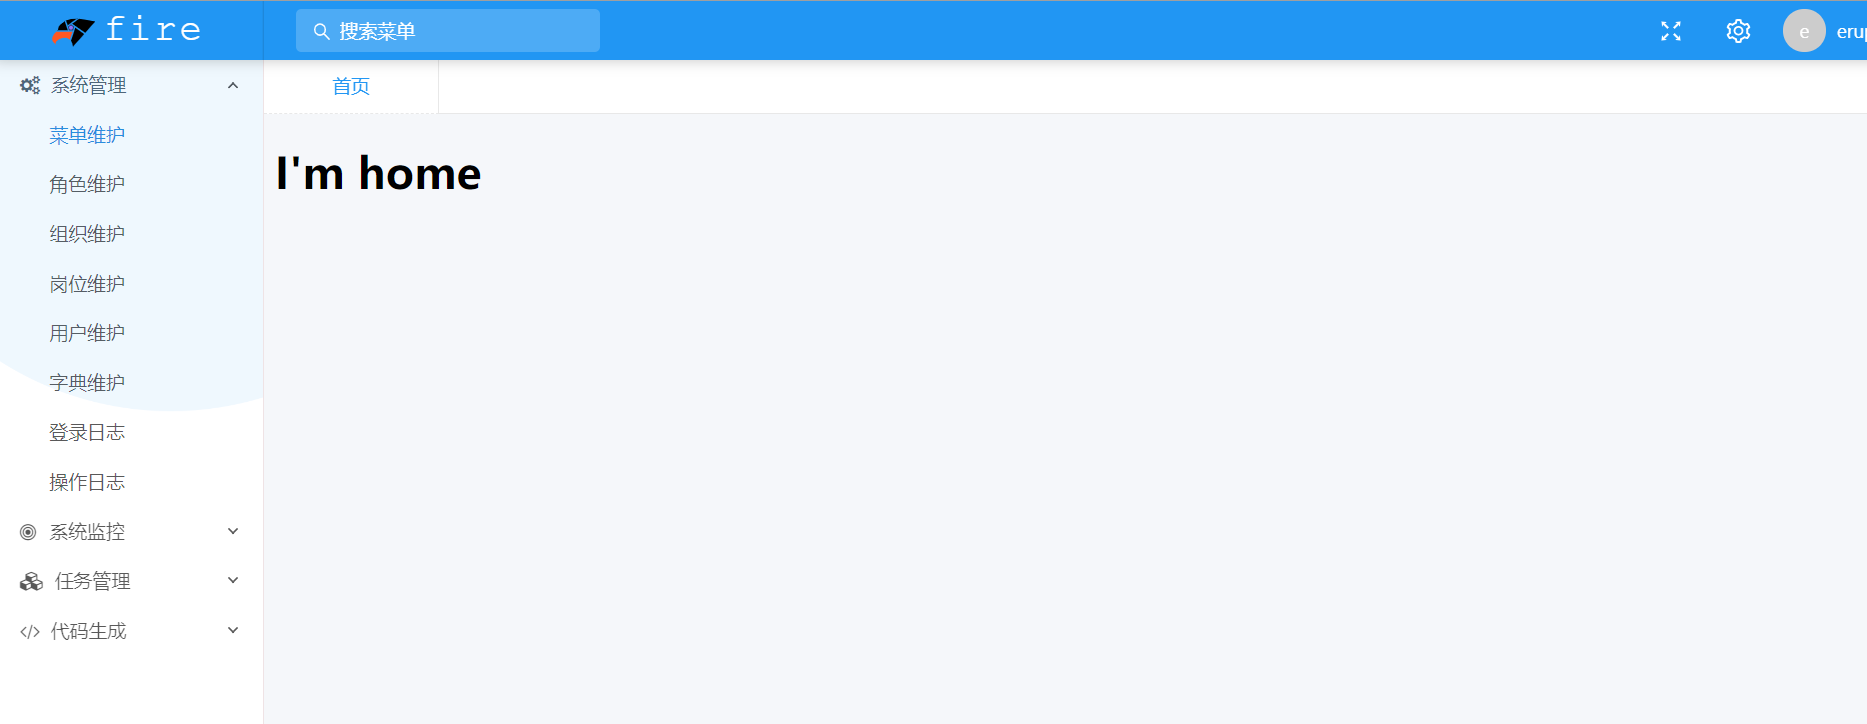 fire
搜索菜单
e
erup
系统管理
菜单维护
角色维护
组织维护
岗位维护
用户维护
字典维护
登录日志
操作日志
系统监控
任务管理
代码生成
首页
I'm home